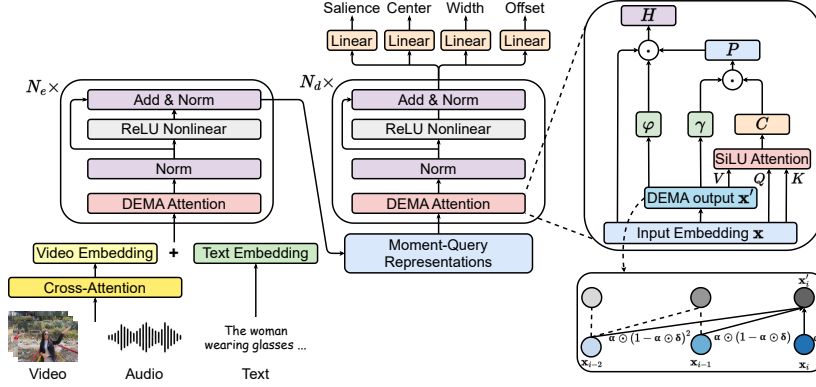 Salience Center Width Offset
Linear Linear Linear Linear
N_e× Add & Norm
ReLU Nonlinear
Norm
DEMA Attention
Video Embedding + Text Embedding
Cross-Attention
The woman
wearing glasses ...
Video Audio Text
N_d× Add & Norm
ReLU Nonlinear
Norm
DEMA Attention
Moment-Query
Representations
H
P
φ γ C
SiLU Attention
V Q K
DEMA output x′
Input Embedding x
x′_i
α ⊙ (1 − α ⊙ δ)² α ⊙ (1 − α ⊙ δ)
x_{i−2} x_{i−1} x_i